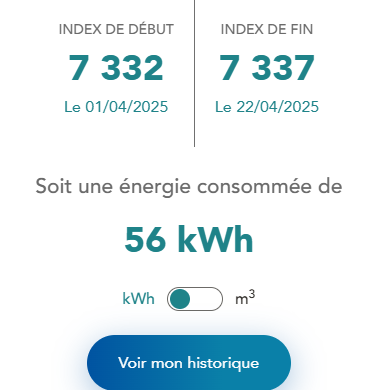 INDEX DE DÉBUT
7 332
Le 01/04/2025
INDEX DE FIN
7 337
Le 22/04/2025
Soit une énergie consommée de
56 kWh
kWh m³
Voir mon historique